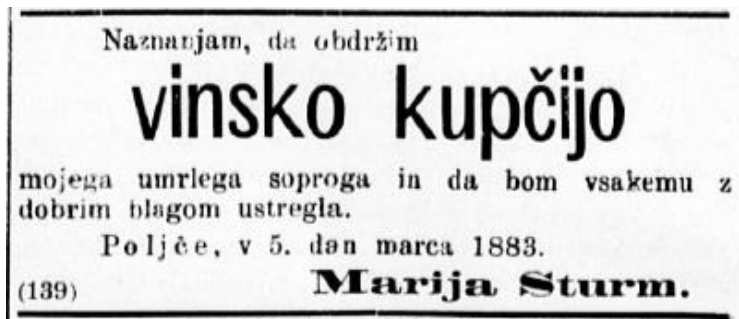 Naznanjam, da obdržim
vinsko kupčijo
mojega umrlega soproga in da bom vsakemu z
dobrim blagom ustregla.
Poljče, v 5. dan marca 1883.
(139) Marija Sturm.